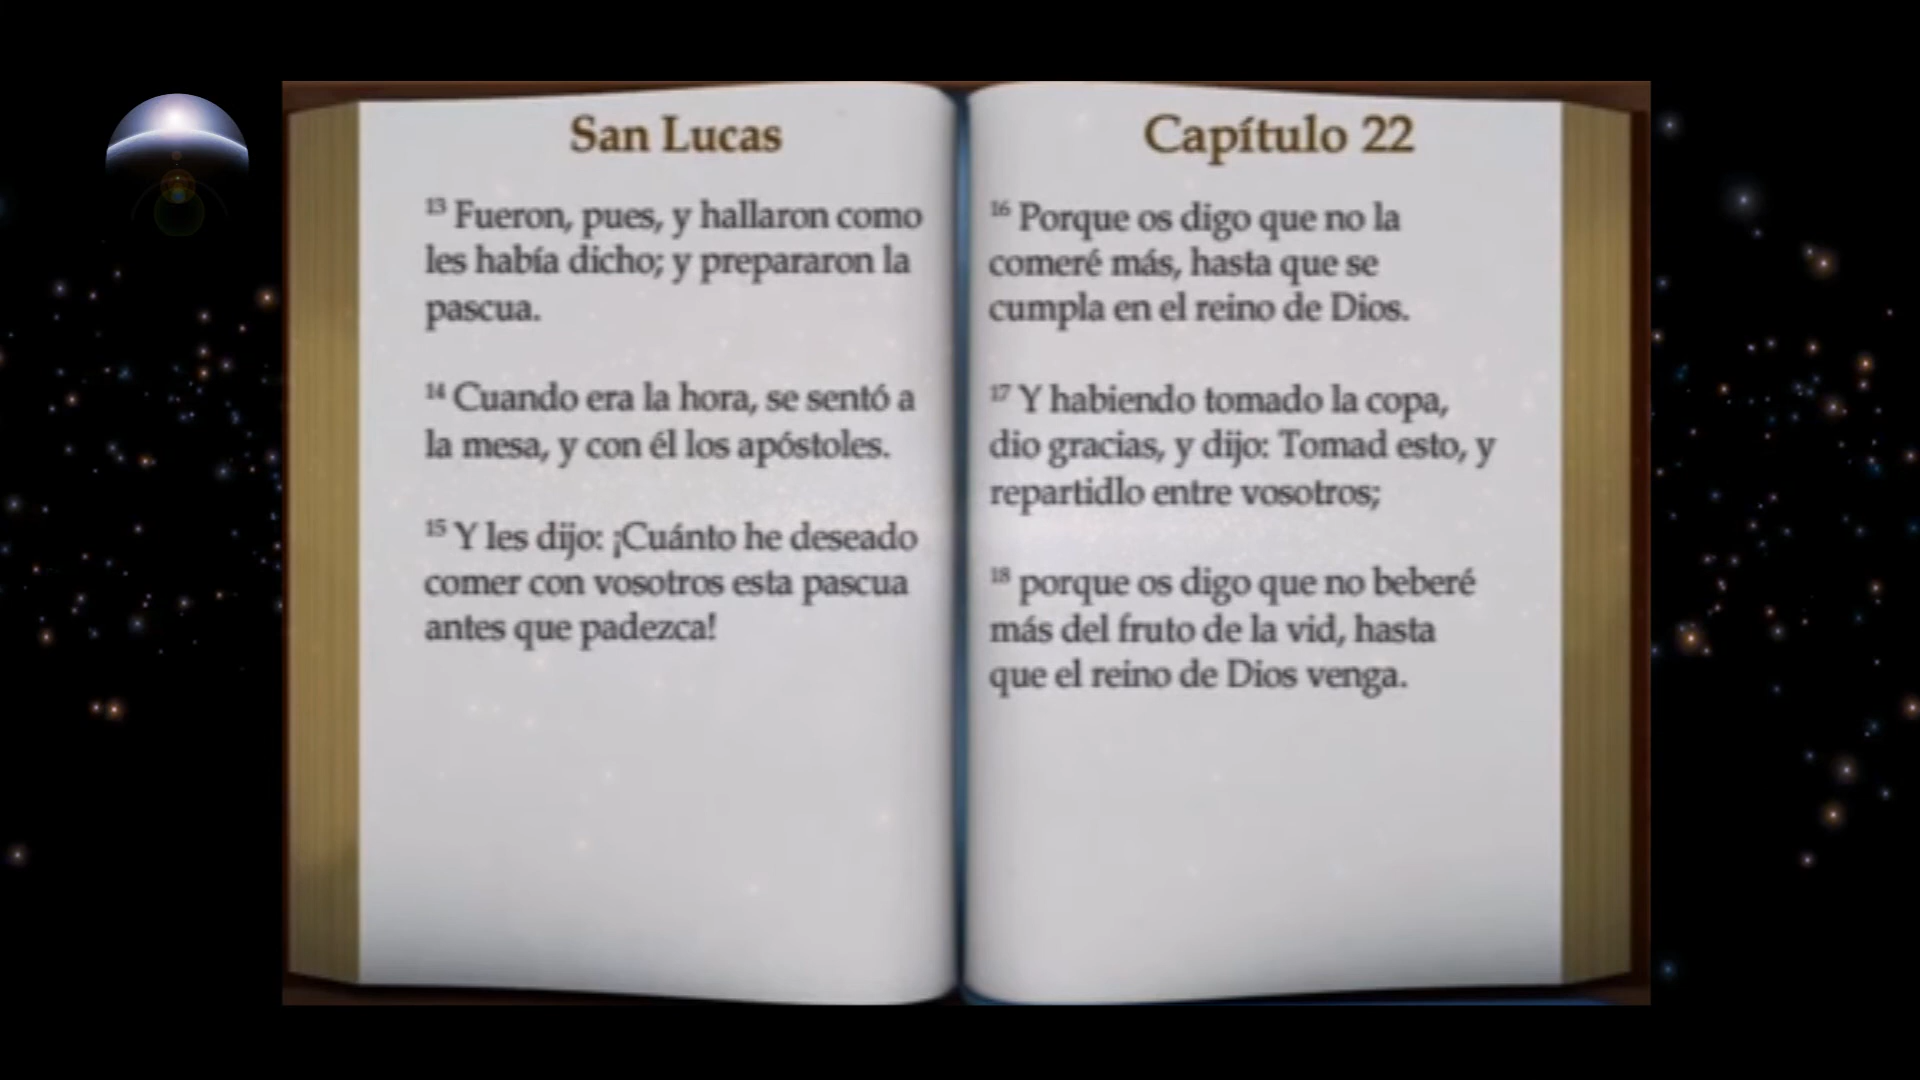 San Lucas
13 Fueron, pues, y hallaron como
les había dicho; y prepararon la
pascua.
14 Cuando era la hora, se sentó a
la mesa, y con él los apóstoles.
15 Y les dijo: ¡Cuánto he deseado
comer con vosotros esta pascua
antes que padezca!
Capítulo 22
16 Porque os digo que no la
comeré más, hasta que se
cumpla en el reino de Dios.
17 Y habiendo tomado la copa,
dio gracias, y dijo: Tomad esto, y
repartidlo entre vosotros;
18 porque os digo que no beberé
más del fruto de la vid, hasta
que el reino de Dios venga.